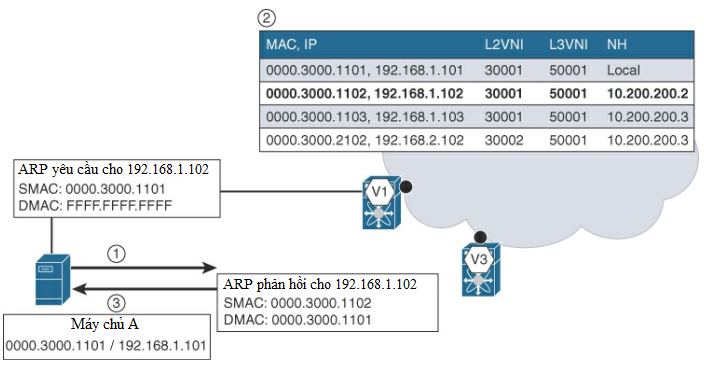 ②
MAC, IP L2VNI L3VNI NH
0000.3000.1101, 192.168.1.101 30001 50001 Local
0000.3000.1102, 192.168.1.102 30001 50001 10.200.200.2
0000.3000.1103, 192.168.1.103 30001 50001 10.200.200.3
0000.3000.2102, 192.168.2.102 30002 50001 10.200.200.3
ARP yêu cầu cho 192.168.1.102
SMAC: 0000.3000.1101
DMAC: FFFF.FFFF.FFFF
V1
①
V3
ARP phản hồi cho 192.168.1.102
SMAC: 0000.3000.1102
DMAC: 0000.3000.1101
③
Máy chủ A
0000.3000.1101 / 192.168.1.101